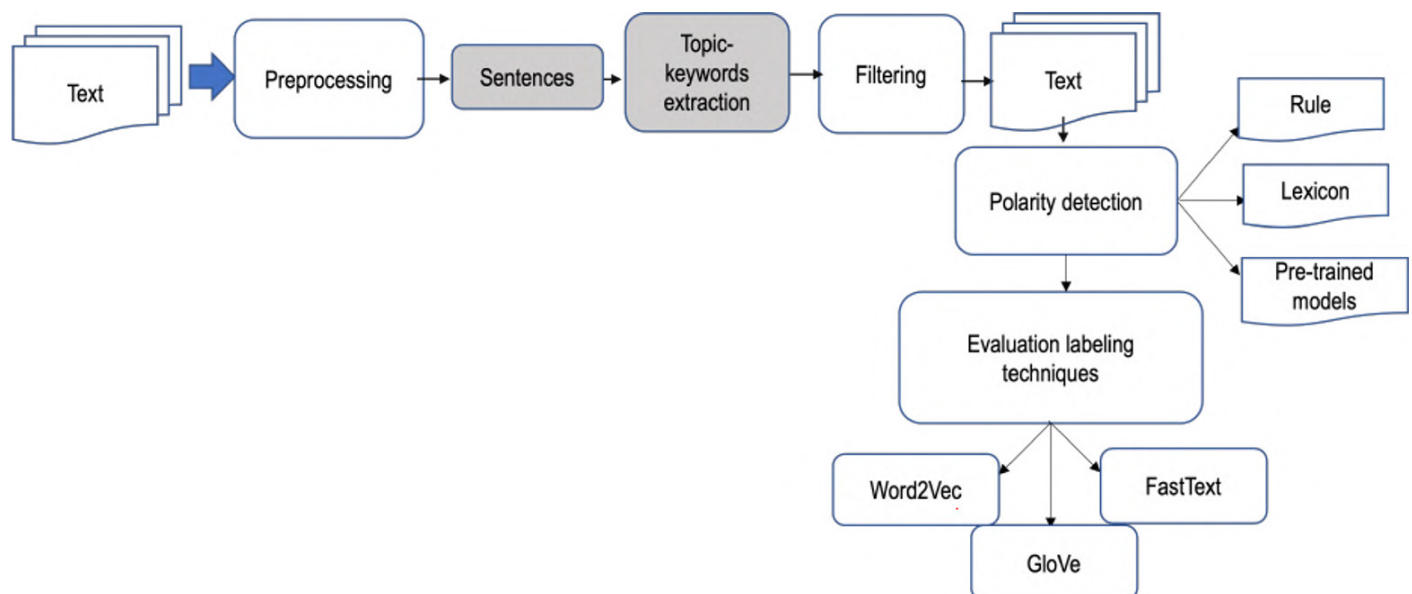 Text
Preprocessing
Sentences
Topic-
keywords
extraction
Filtering
Text
Rule
Polarity detection
Lexicon
Pre-trained
models
Evaluation labeling
techniques
Word2Vec
FastText
GloVe